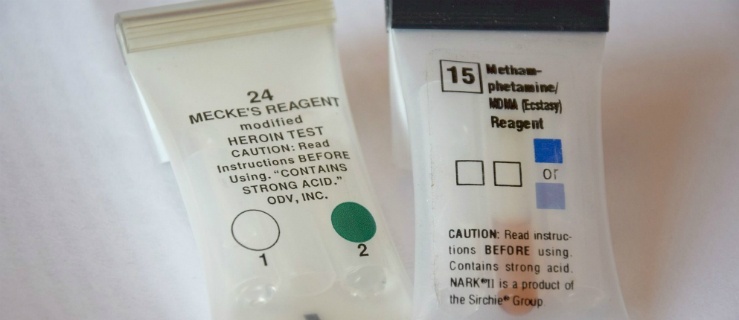 24
MECKE'S REAGENT
modified
HEROIN TEST
CAUTION: Read
Instructions BEFORE
Using. "CONTAINS
STRONG ACID."
ODV, INC.
1 2
15 Metham-
phetamine/
MDMA (Ecstasy)
Reagent
or
CAUTION: Read instruc-
tions BEFORE using.
Contains strong acid.
NARK®II is a product of
the Sirchie® Group